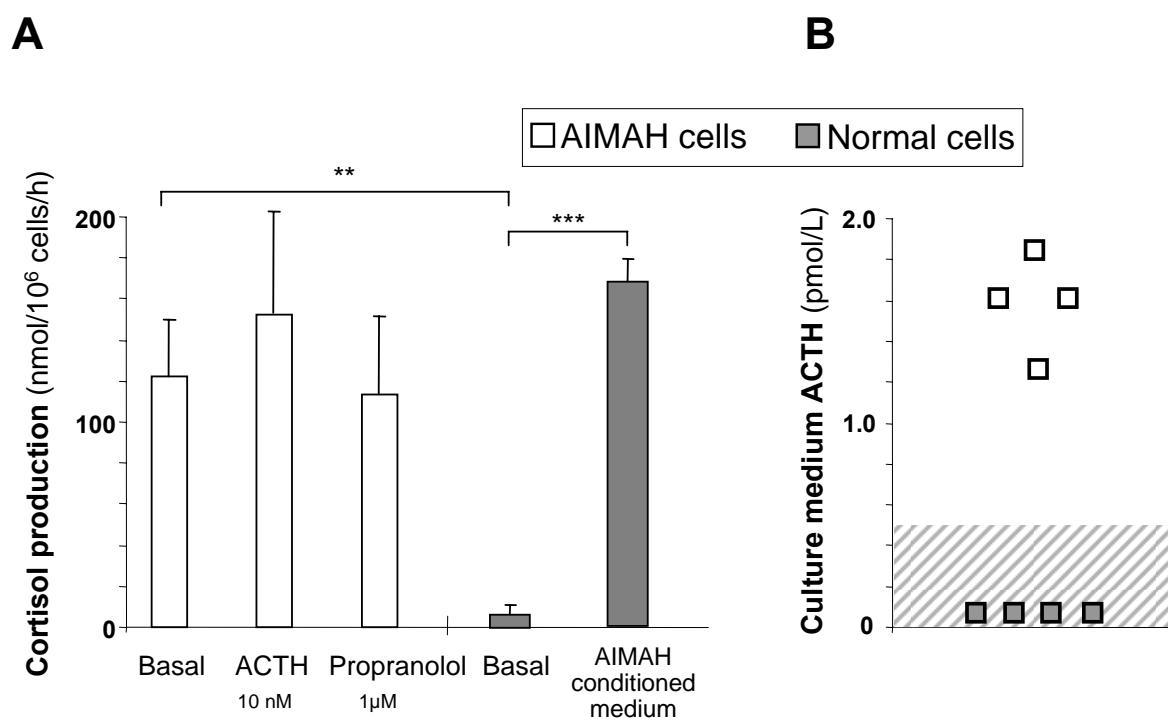 A
B
AIMAH cells
Normal cells
**
***
Cortisol production (nmol/10⁶ cells/h)
200
100
0
Basal
ACTH
10 nM
Propranolol
1µM
Basal
AIMAH
conditioned
medium
Culture medium ACTH (pmol/L)
2.0
1.0
0